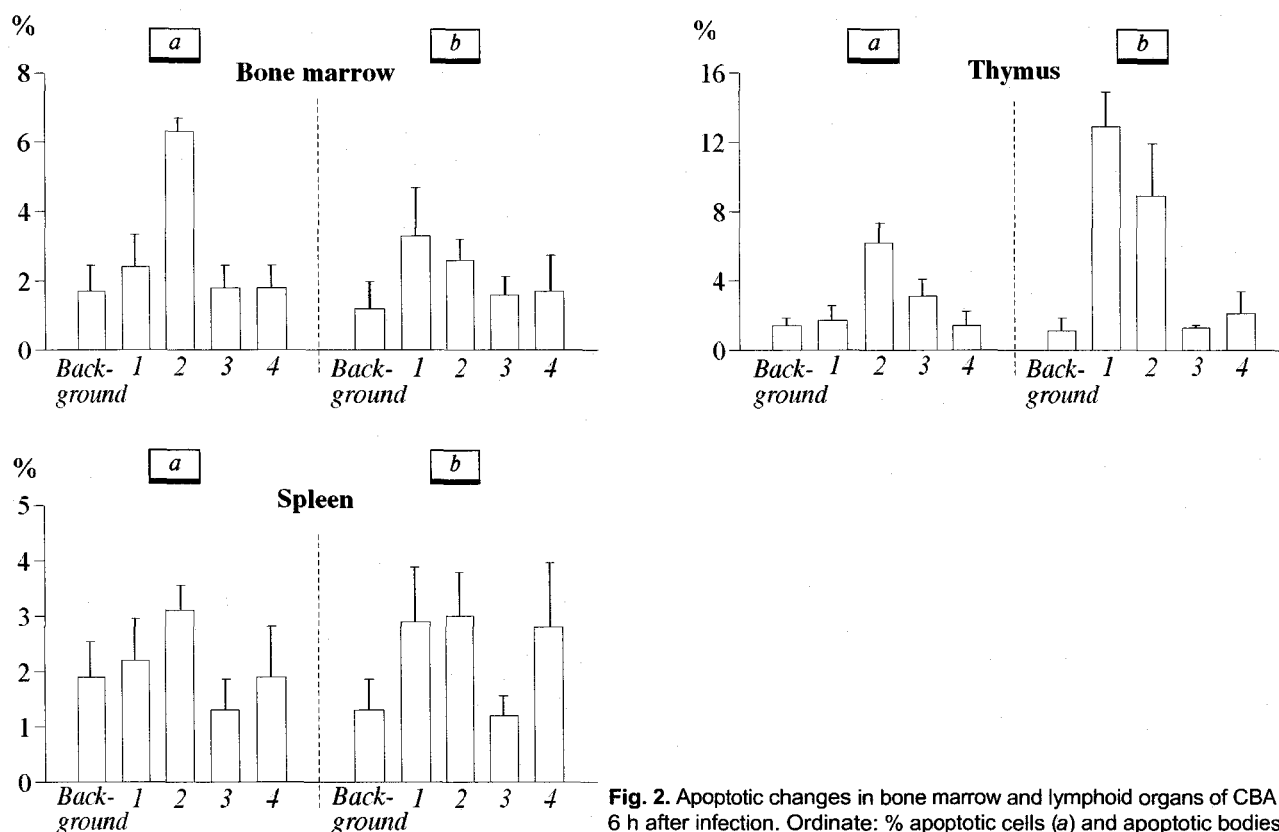 %
a
b
Bone marrow
8
6
4
2
0
Back-
ground
1
2
3
4
Back-
ground
1
2
3
4
%
a
b
Thymus
16
12
8
4
0
Back-
ground
1
2
3
4
Back-
ground
1
2
3
4
%
a
b
Spleen
5
4
3
2
1
0
Back-
ground
1
2
3
4
Back-
ground
1
2
3
4
Fig. 2. Apoptotic changes in bone marrow and lymphoid organs of CBA
6 h after infection. Ordinate: % apoptotic cells (a) and apoptotic bodies